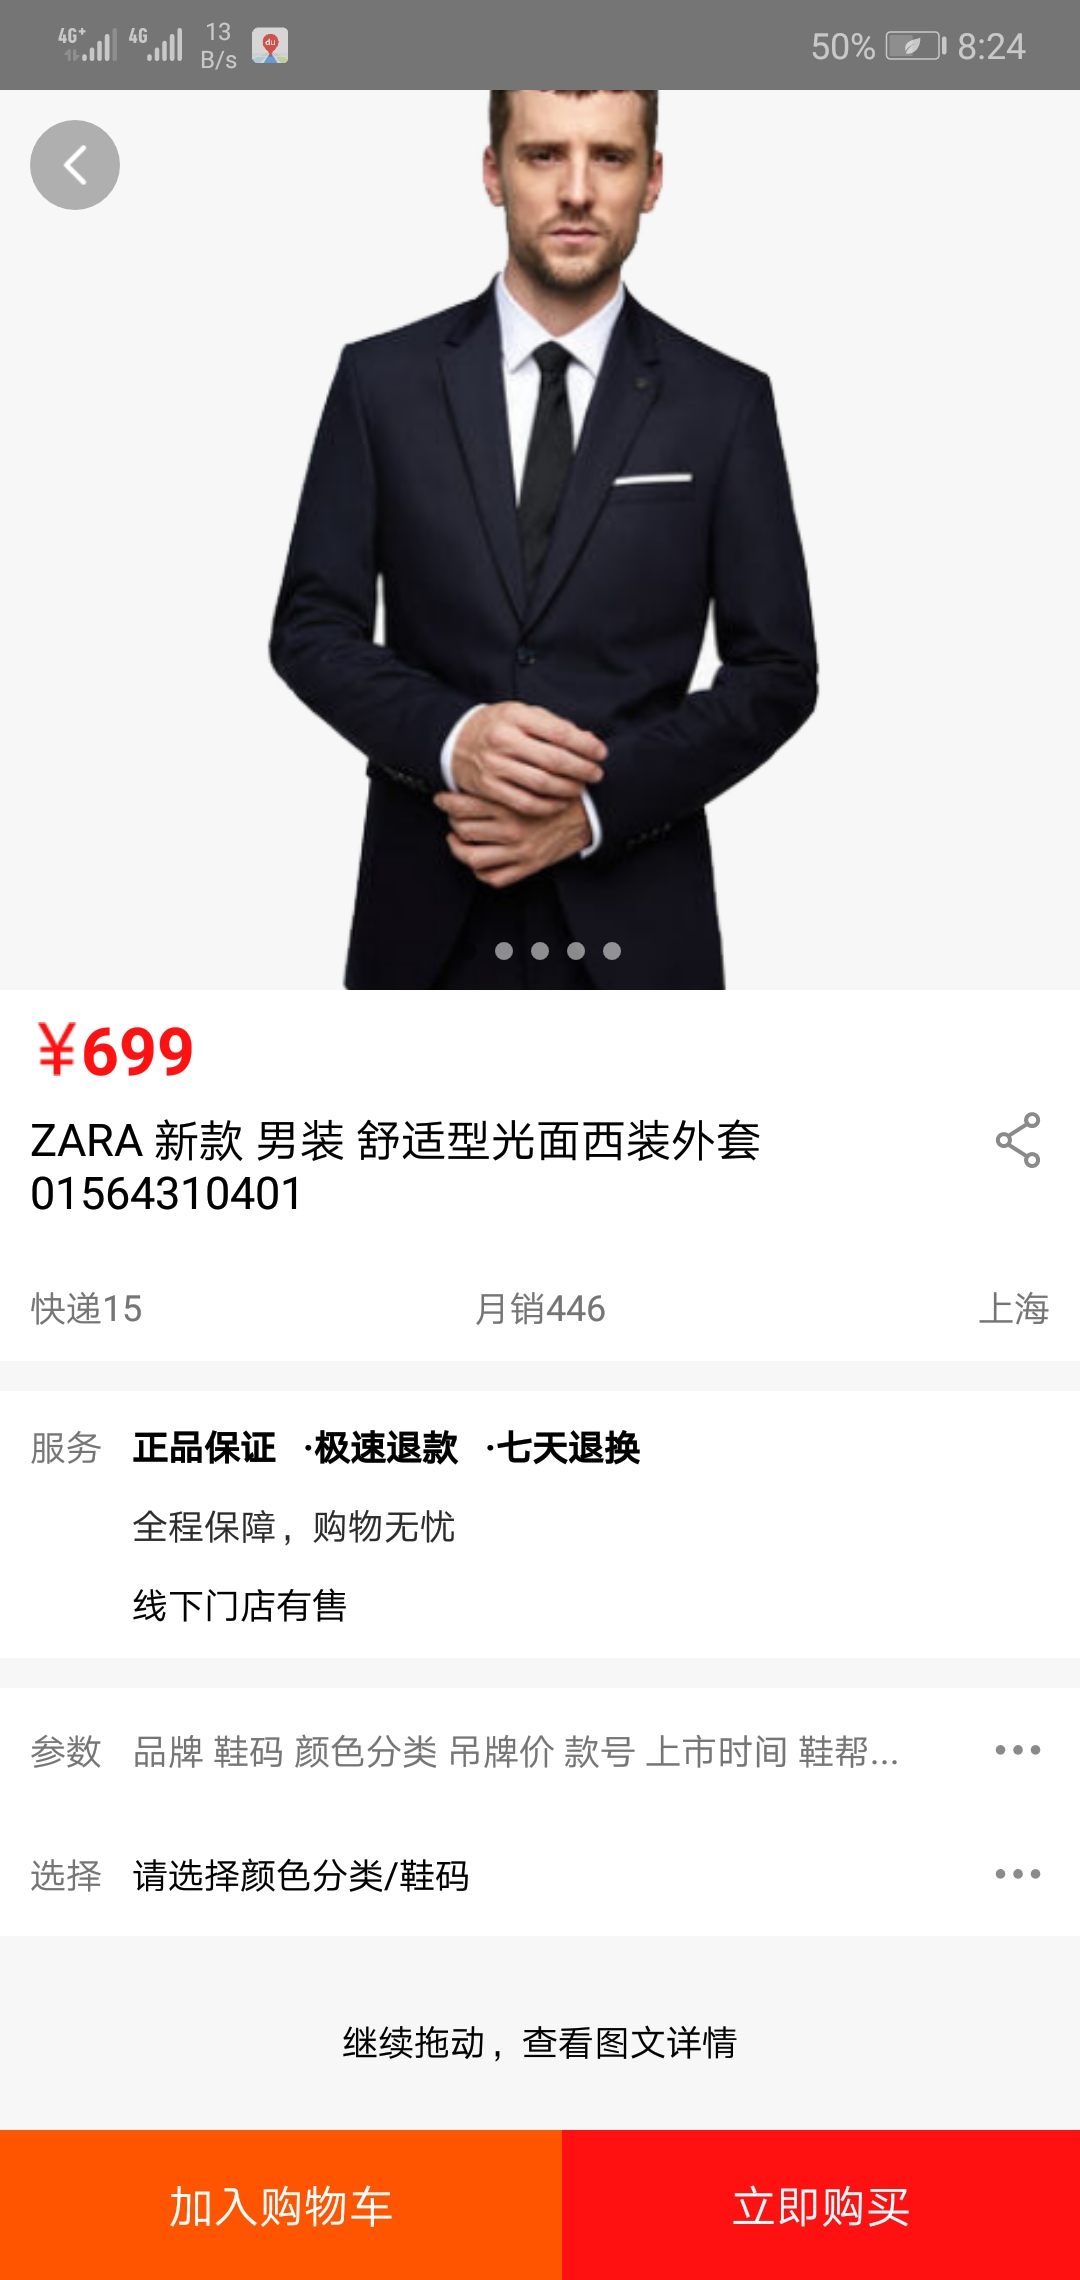 4G+ 4G 13 B/s du 50% 8:24
¥699
ZARA 新款 男装 舒适型光面西装外套
01564310401
快递15 月销446 上海
服务 正品保证 ·极速退款 ·七天退换
全程保障，购物无忧
线下门店有售
参数 品牌 鞋码 颜色分类 吊牌价 款号 上市时间 鞋帮...
选择 请选择颜色分类/鞋码
继续拖动，查看图文详情
加入购物车 立即购买